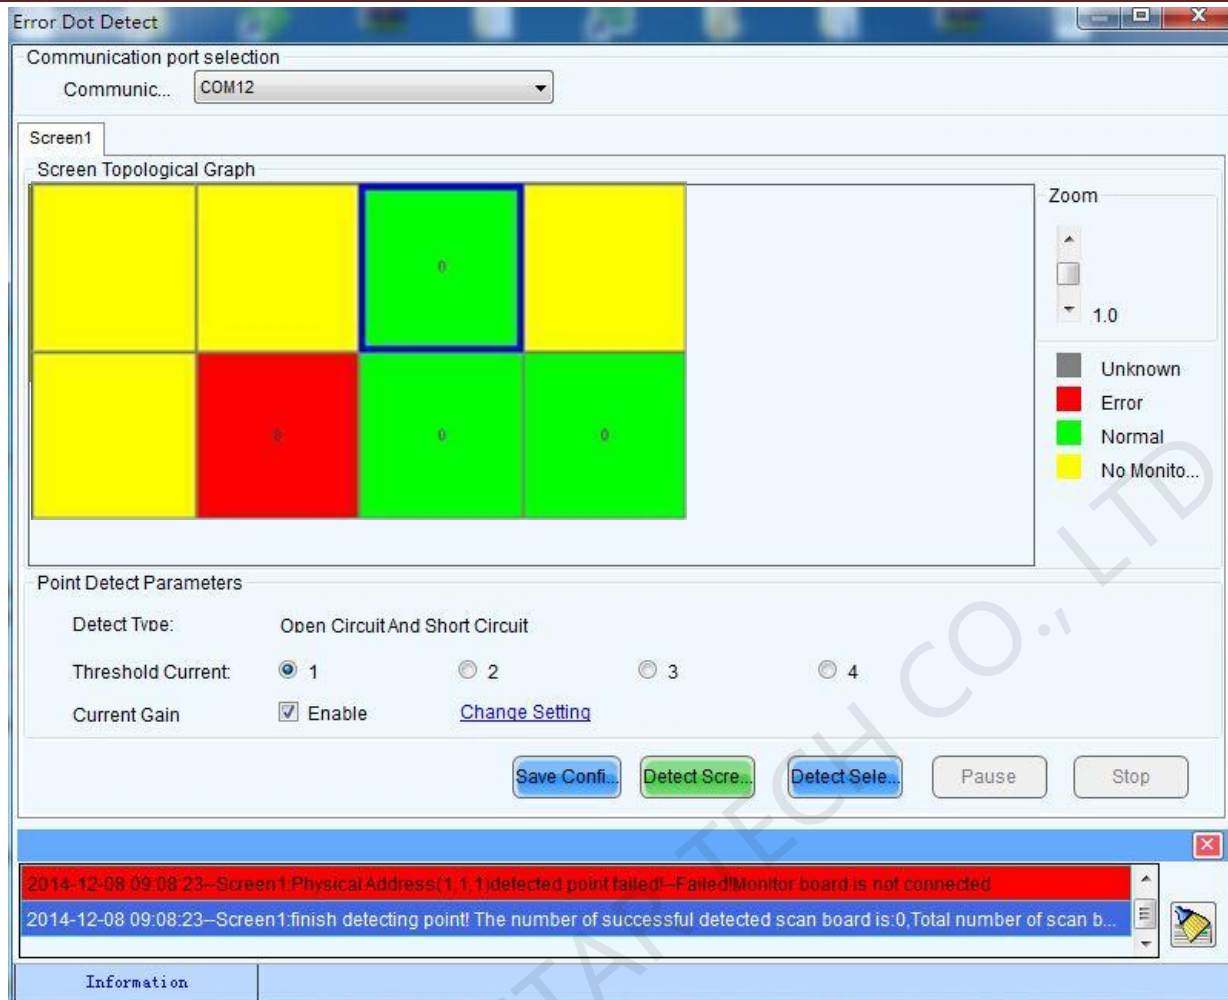 Error Dot Detect
Communication port selection
Communic... COM12
Screen1
Screen Topological Graph
Zoom
0
1.0
Unknown
Error
0 0 0
Normal
No Monito...
Point Detect Parameters
Detect Type: Open Circuit And Short Circuit
Threshold Current: 1 2 3 4
Current Gain Enable Change Setting
Save Confi... Detect Scre... Detect Sele... Pause Stop
2014-12-08 09:08:23--Screen1:Physical Address(1,1,1)detected point failed!--Failed!Monitor board is not connected
2014-12-08 09:08:23--Screen1:finish detecting point! The number of successful detected scan board is:0,Total number of scan b...
Information
TARTECH CO., LTD